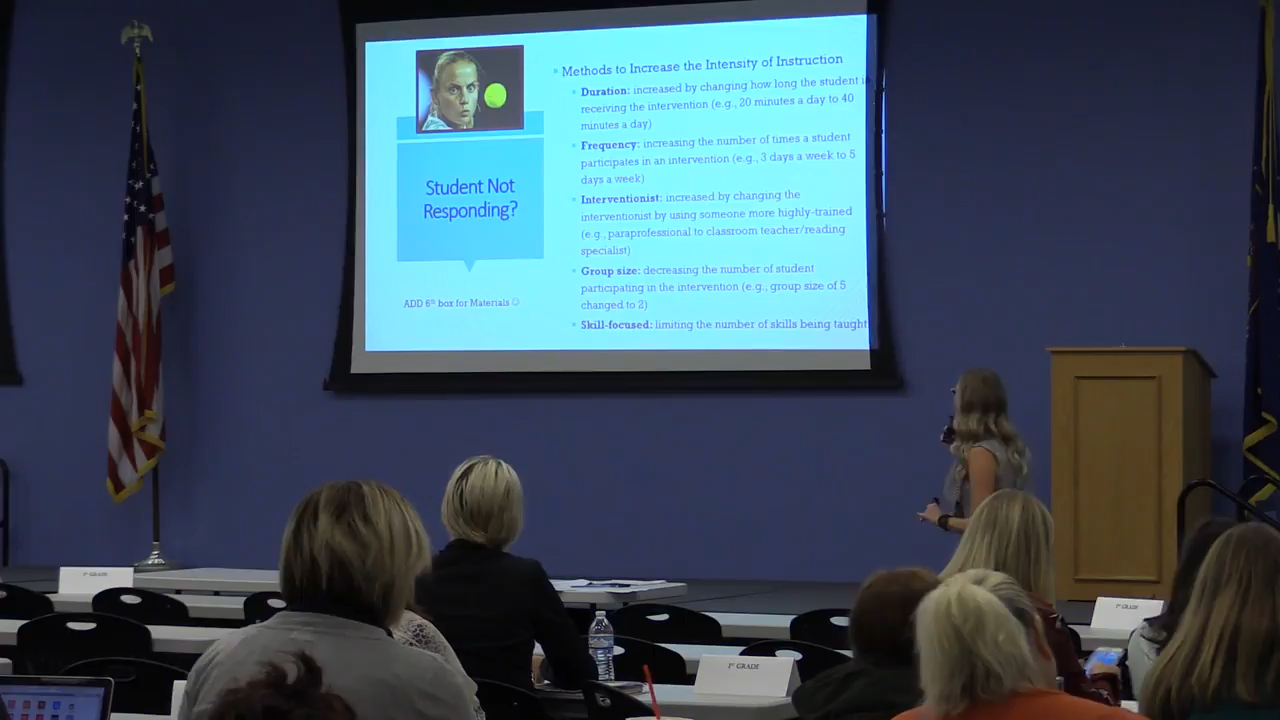 Student Not
Responding?
ADD 6th box for Materials ☺
Methods to Increase the Intensity of Instruction
Duration: increased by changing how long the student is
receiving the intervention (e.g., 20 minutes a day to 40
minutes a day)
Frequency: increasing the number of times a student
participates in an intervention (e.g., 3 days a week to 5
days a week)
Interventionist: increased by changing the
interventionist by using someone more highly-trained
(e.g., paraprofessional to classroom teacher/reading
specialist)
Group size: decreasing the number of student
participating in the intervention (e.g., group size of 5
changed to 2)
Skill-focused: limiting the number of skills being taught
GRADE
1st GRADE
GRADE